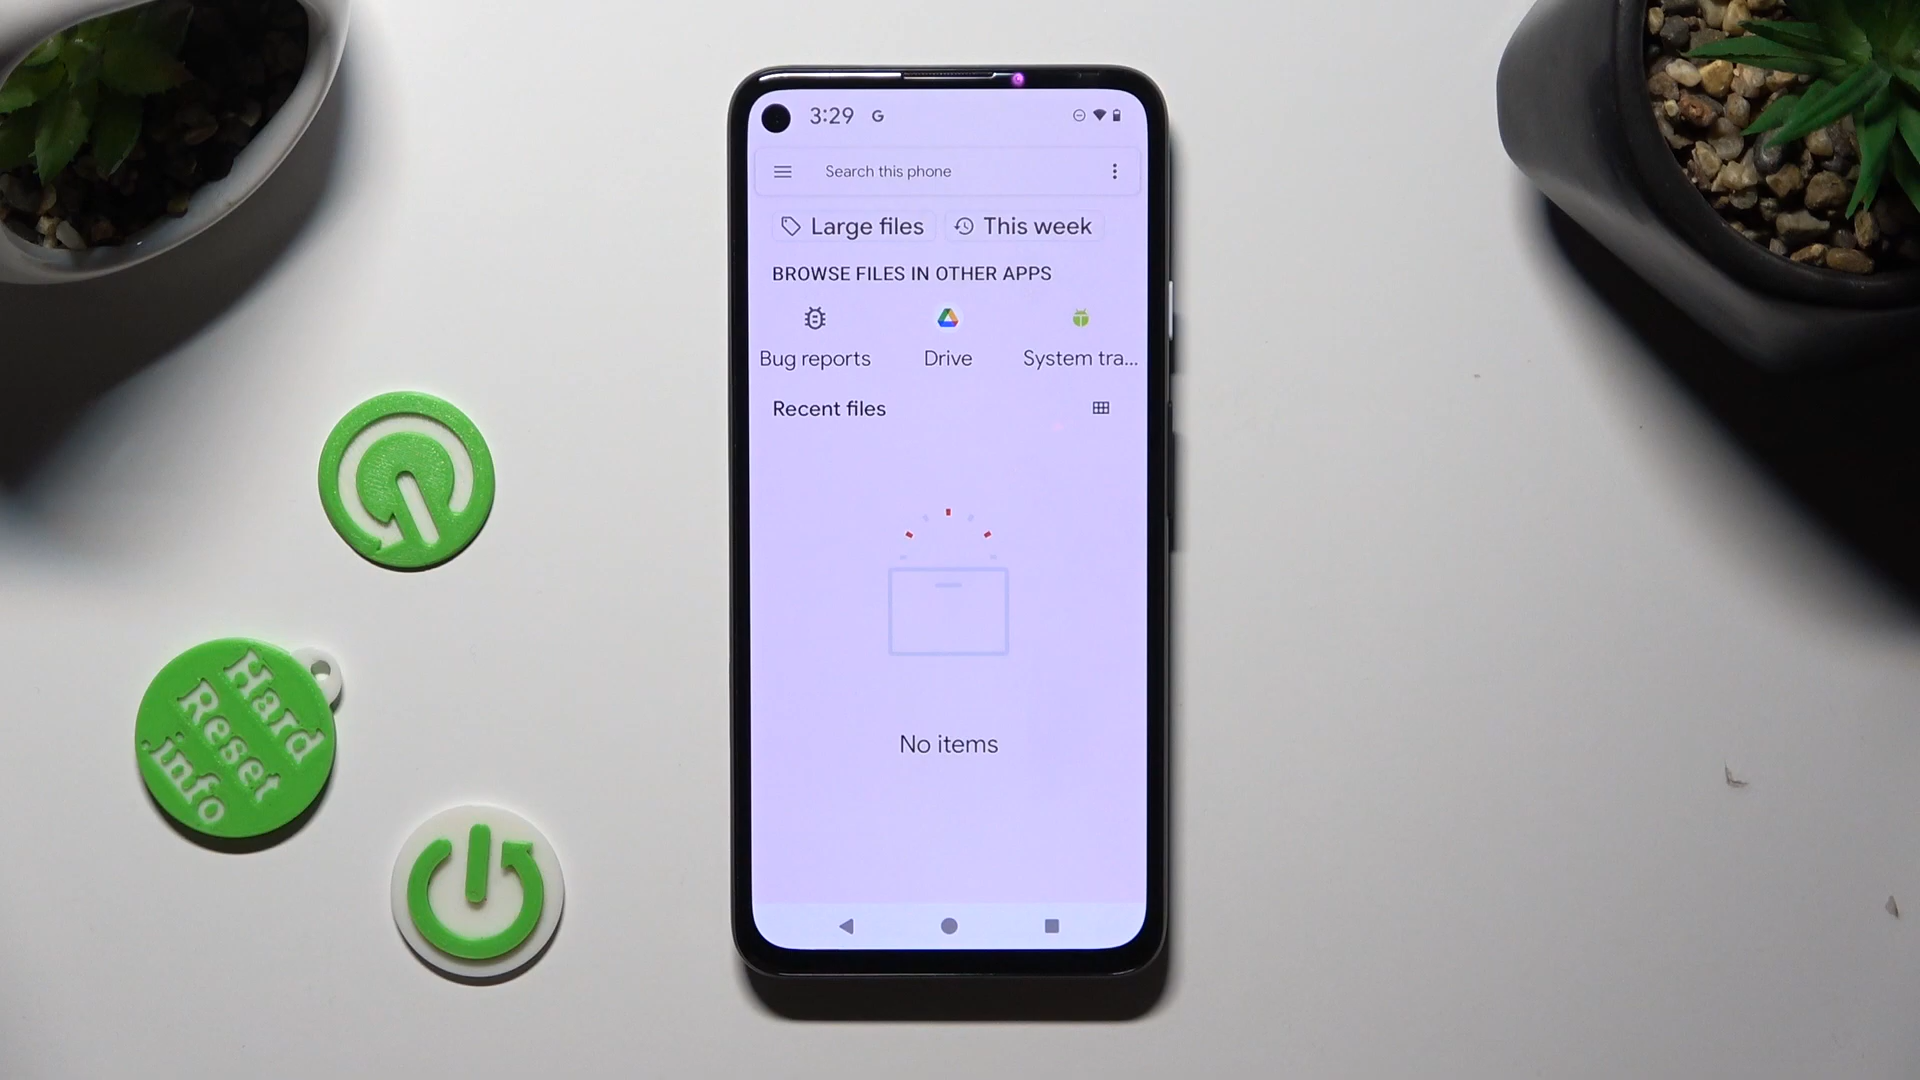 3:29 G
Search this phone
Large files
This week
BROWSE FILES IN OTHER APPS
Bug reports
Drive
System tra...
Recent files
No items
Hard
Reset
.info